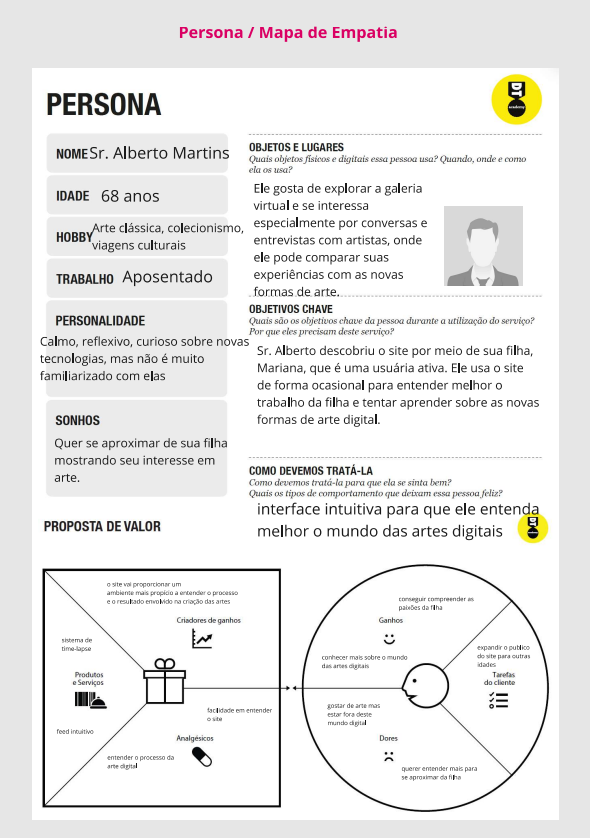 Persona / Mapa de Empatia
PERSONA
DT
academy
NOME Sr. Alberto Martins
IDADE 68 anos
HOBBY Arte clássica, colecionismo,
viagens culturais
TRABALHO Aposentado
PERSONALIDADE
Calmo, reflexivo, curioso sobre novas
tecnologias, mas não é muito
familiarizado com elas
SONHOS
Quer se aproximar de sua filha
mostrando seu interesse em
arte.
OBJETOS E LUGARES
Quais objetos físicos e digitais essa pessoa usa? Quando, onde e como
ela os usa?
Ele gosta de explorar a galeria
virtual e se interessa
especialmente por conversas e
entrevistas com artistas, onde
ele pode comparar suas
experiências com as novas
formas de arte.
OBJETIVOS CHAVE
Quais são os objetivos chave da pessoa durante a utilização do serviço?
Por que eles precisam deste serviço?
Sr. Alberto descobriu o site por meio de sua filha,
Mariana, que é uma usuária ativa. Ele usa o site
de forma ocasional para entender melhor o
trabalho da filha e tentar aprender sobre as novas
formas de arte digital.
COMO DEVEMOS TRATÁ-LA
Como devemos tratá-la para que ela se sinta bem?
Quais os tipos de comportamento que deixam essa pessoa feliz?
interface intuitiva para que ele entenda
melhor o mundo das artes digitais
DT
PROPOSTA DE VALOR
o site vai proporcionar um
ambiente mais propício a entender o processo
e o resultado envolvido na criação das artes
Criadores de ganhos
sistema de
time-lapse
Produtos
e Serviços
feed intuitivo
facilidade em entender
o site
Analgésicos
entender o processo da
arte digital
conseguir compreender as
paixões da filha
Ganhos
conhecer mais sobre o mundo
das artes digitais
expandir o publico
do site para outras
idades
Tarefas
do cliente
gostar de arte mas
estar fora deste
mundo digital
Dores
querer entender mais para
se aproximar da filha